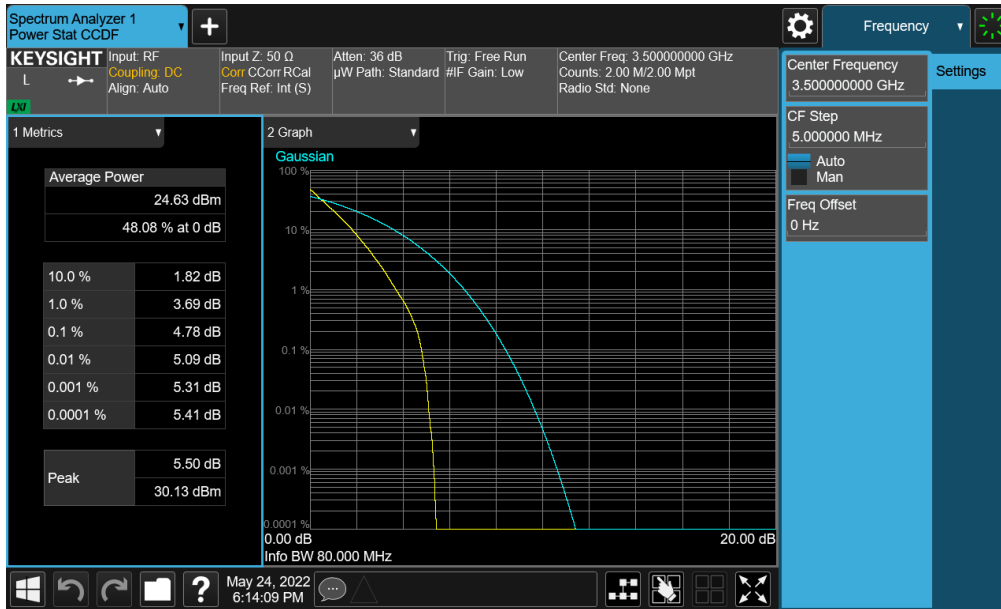 Spectrum Analyzer 1
Power Stat CCDF
Frequency
KEYSIGHT
L
LXI
Input: RF
Coupling: DC
Align: Auto
Input Z: 50 Ω
Corr CCorr RCal
Freq Ref: Int (S)
Atten: 36 dB
µW Path: Standard
Trig: Free Run
#IF Gain: Low
Center Freq: 3.500000000 GHz
Counts: 2.00 M/2.00 Mpt
Radio Std: None
Center Frequency
3.500000000 GHz
Settings
CF Step
5.000000 MHz
Auto
Man
Freq Offset
0 Hz
1 Metrics
Average Power
24.63 dBm
48.08 % at 0 dB
10.0 % 1.82 dB
1.0 % 3.69 dB
0.1 % 4.78 dB
0.01 % 5.09 dB
0.001 % 5.31 dB
0.0001 % 5.41 dB
Peak
5.50 dB
30.13 dBm
2 Graph
Gaussian
100 %
10 %
1 %
0.1 %
0.01 %
0.001 %
0.0001 %
0.00 dB 20.00 dB
Info BW 80.000 MHz
?
May 24, 2022
6:14:09 PM